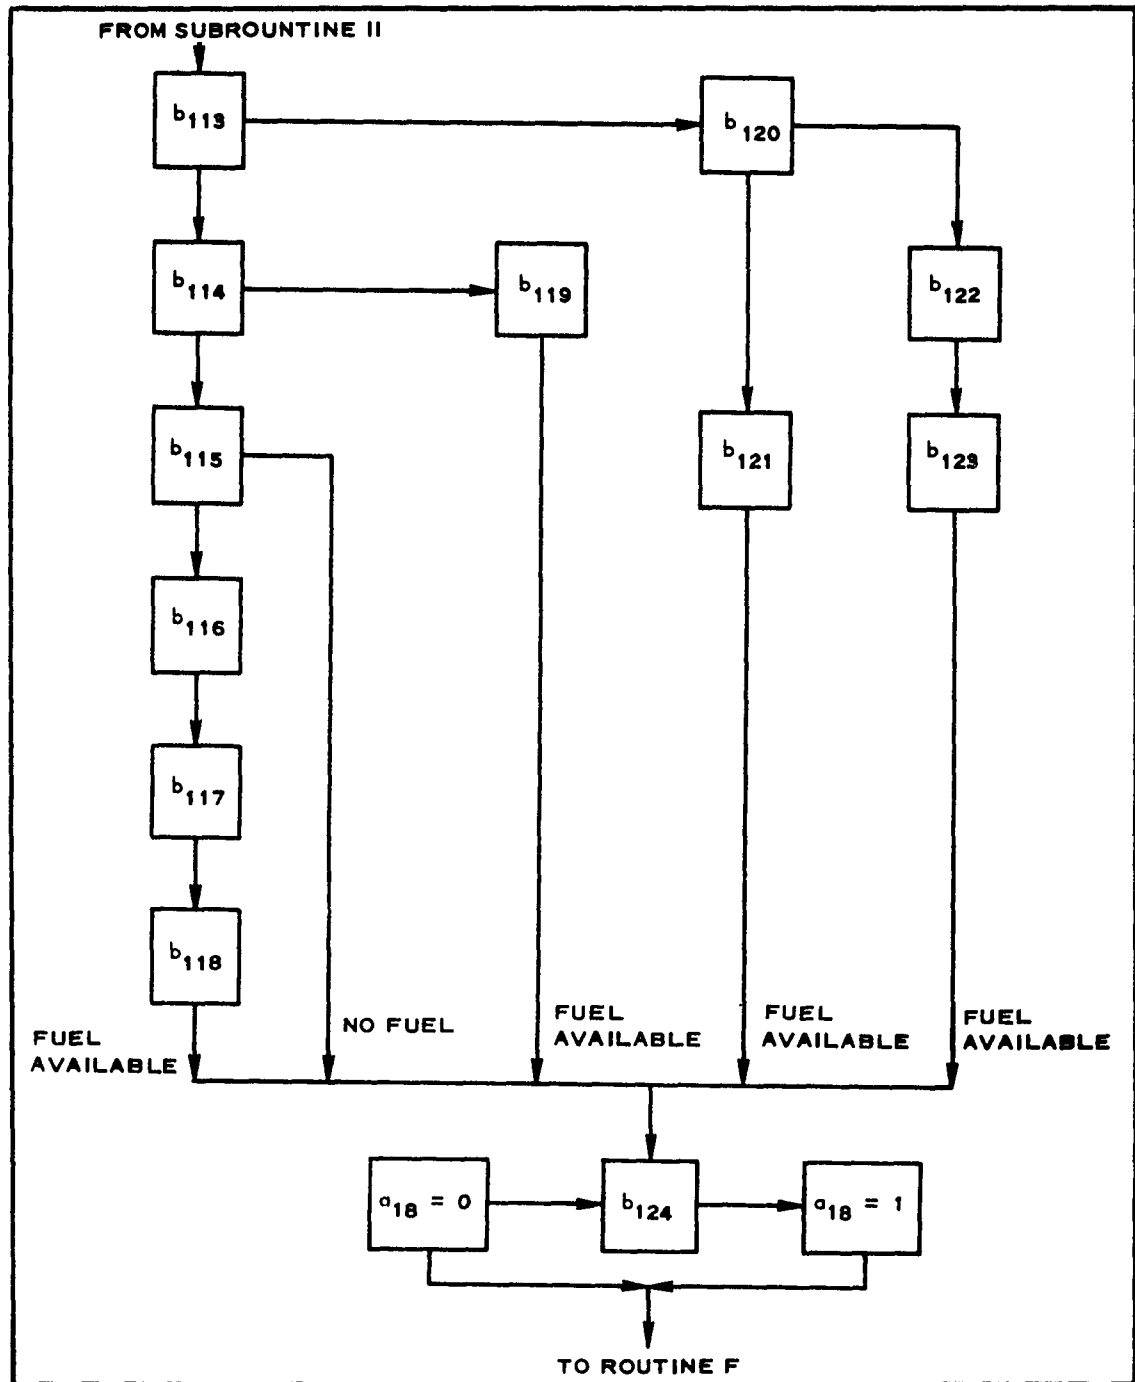 FROM SUBROUNTINE II
b113
b120
b114
b119
b122
b115
b121
b123
b116
b117
b118
FUEL
AVAILABLE
NO FUEL
FUEL
AVAILABLE
FUEL
AVAILABLE
FUEL
AVAILABLE
a18 = 0
b124
a18 = 1
TO ROUTINE F